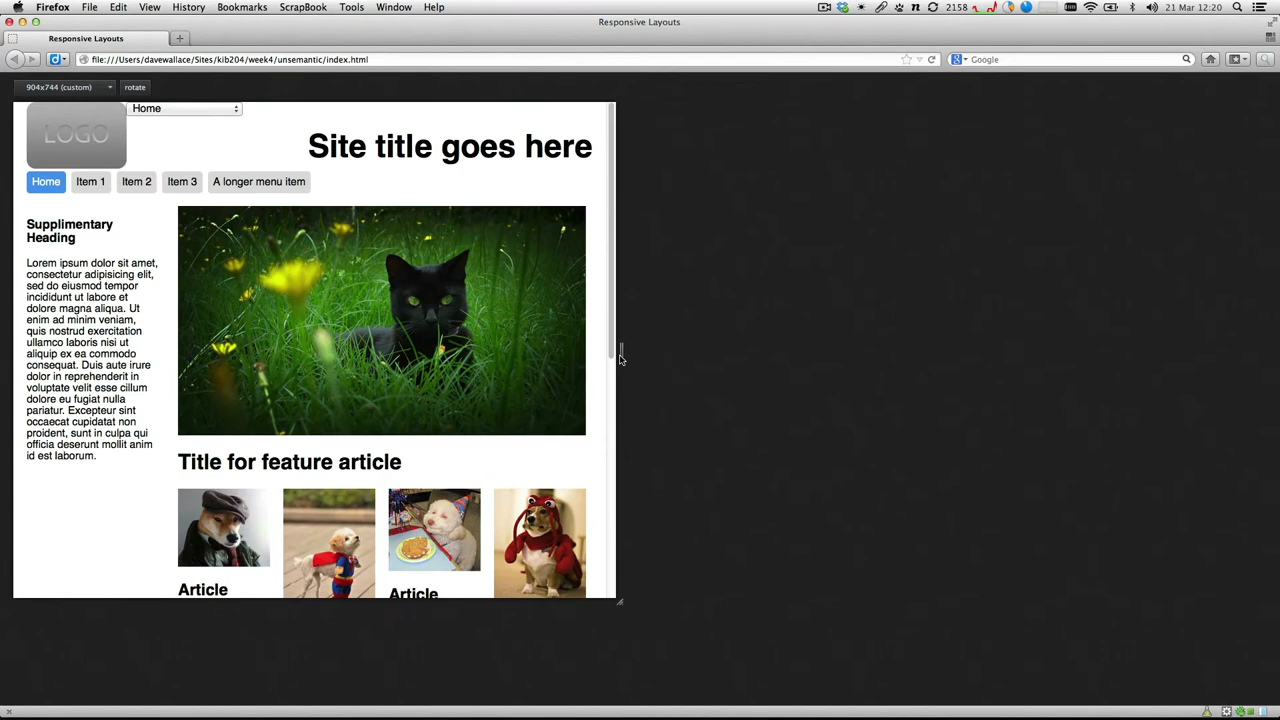 Firefox File Edit View History Bookmarks ScrapBook Tools Window Help 2158 21 Mar 12:20
Responsive Layouts
Responsive Layouts
file:///Users/davewallace/Sites/kib204/week4/unsemantic/index.html Google
904x744 (custom) rotate
LOGO
Home
Site title goes here
Home Item 1 Item 2 Item 3 A longer menu item
Supplimentary
Heading
Lorem ipsum dolor sit amet,
consectetur adipisicing elit,
sed do eiusmod tempor
incididunt ut labore et
dolore magna aliqua. Ut
enim ad minim veniam,
quis nostrud exercitation
ullamco laboris nisi ut
aliquip ex ea commodo
consequat. Duis aute irure
dolor in reprehenderit in
voluptate velit esse cillum
dolore eu fugiat nulla
pariatur. Excepteur sint
occaecat cupidatat non
proident, sunt in culpa qui
officia deserunt mollit anim
id est laborum.
Title for feature article
Article
Article